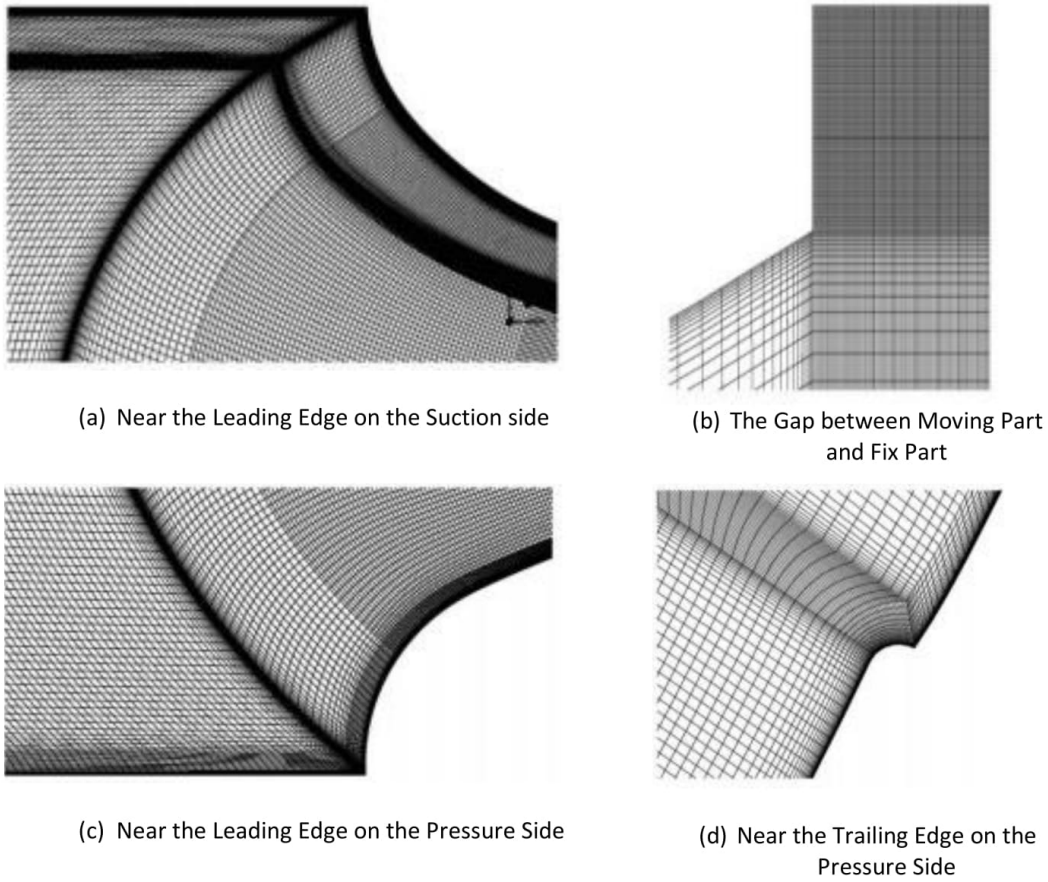 (a) Near the Leading Edge on the Suction side
(b) The Gap between Moving Part
and Fix Part
(c) Near the Leading Edge on the Pressure Side
(d) Near the Trailing Edge on the
Pressure Side